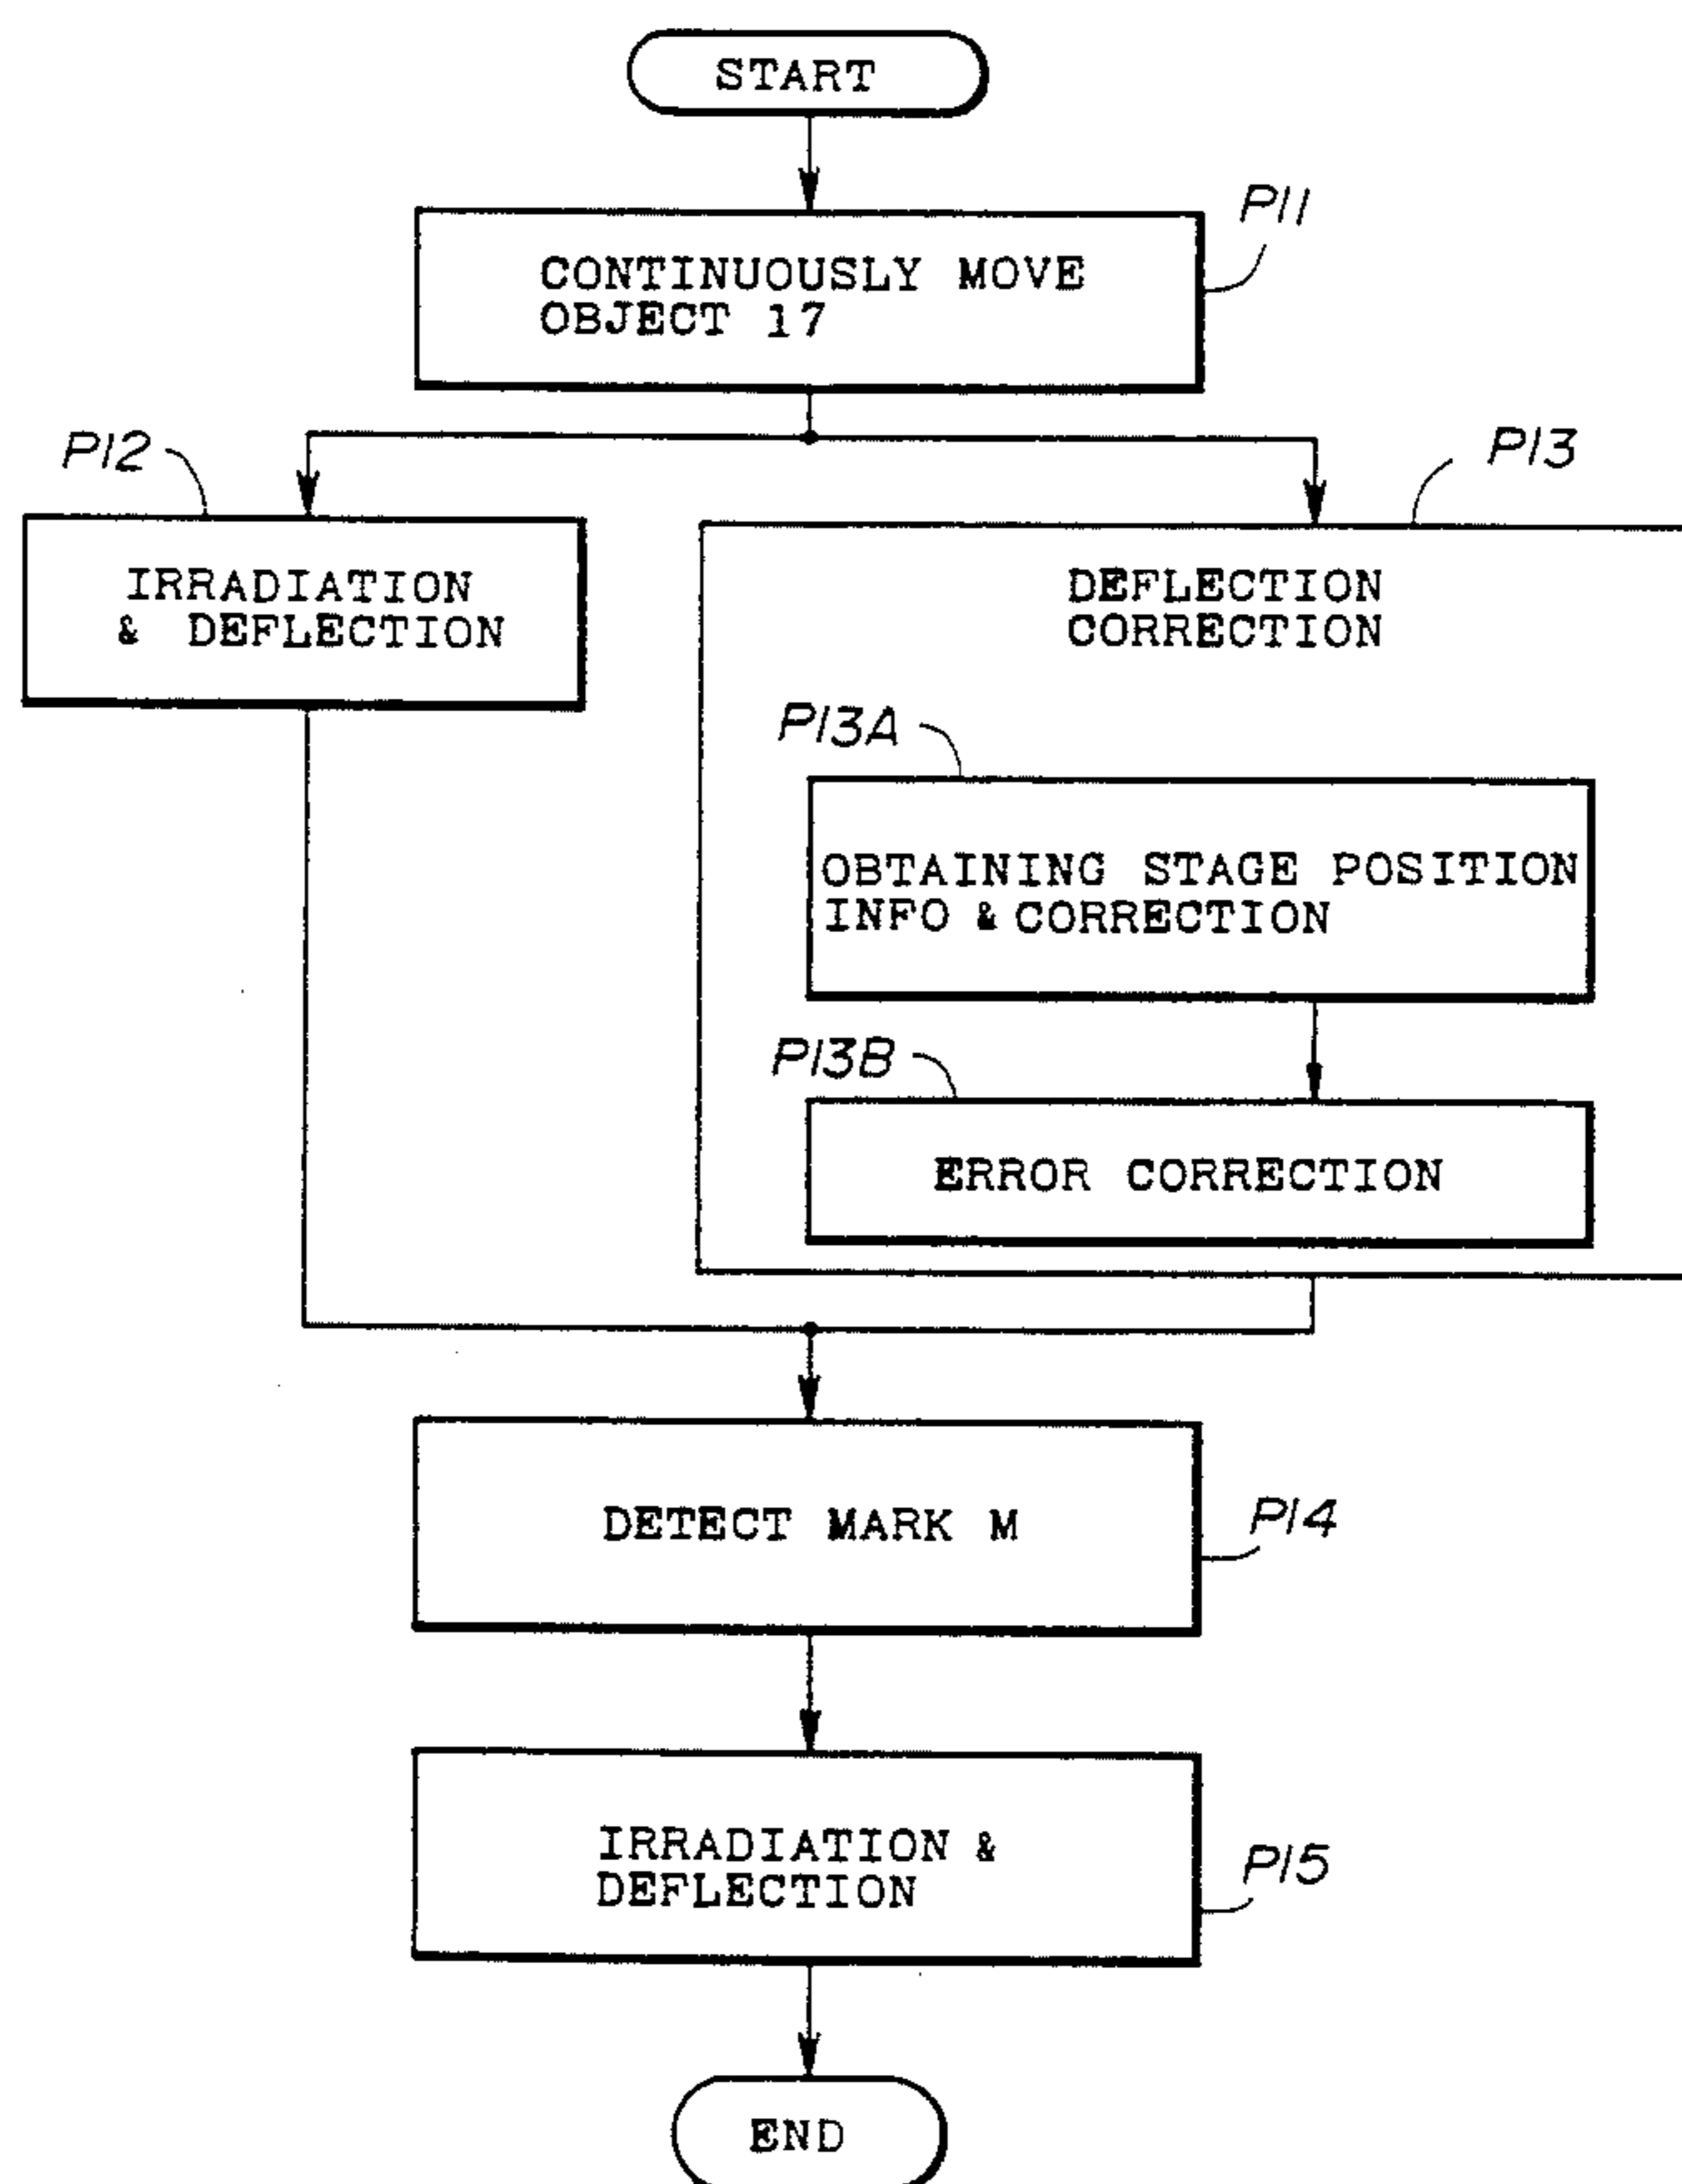 START
P11
CONTINUOUSLY MOVE
OBJECT 17
P12
P13
IRRADIATION
& DEFLECTION
DEFLECTION
CORRECTION
P13A
OBTAINING STAGE POSITION
INFO & CORRECTION
P13B
ERROR CORRECTION
DETECT MARK M
P14
IRRADIATION &
DEFLECTION
P15
END